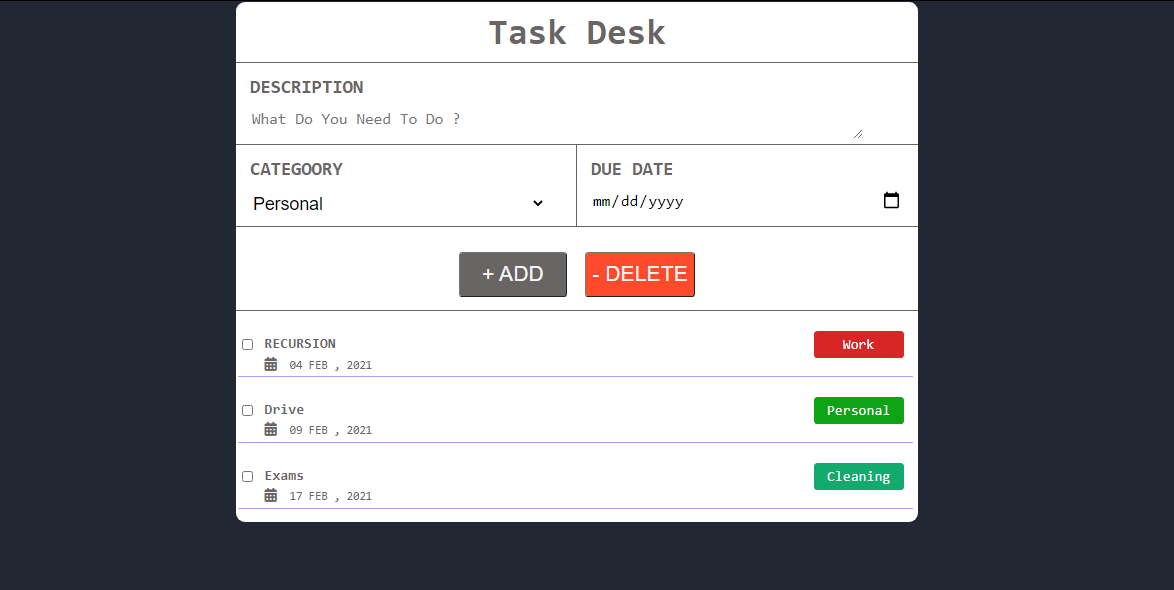 Task Desk
DESCRIPTION
What Do You Need To Do ?
CATEGOORY
DUE DATE
Personal
mm/dd/yyyy
+ ADD
- DELETE
RECURSION
Work
04 FEB , 2021
Drive
Personal
09 FEB , 2021
Exams
Cleaning
17 FEB , 2021